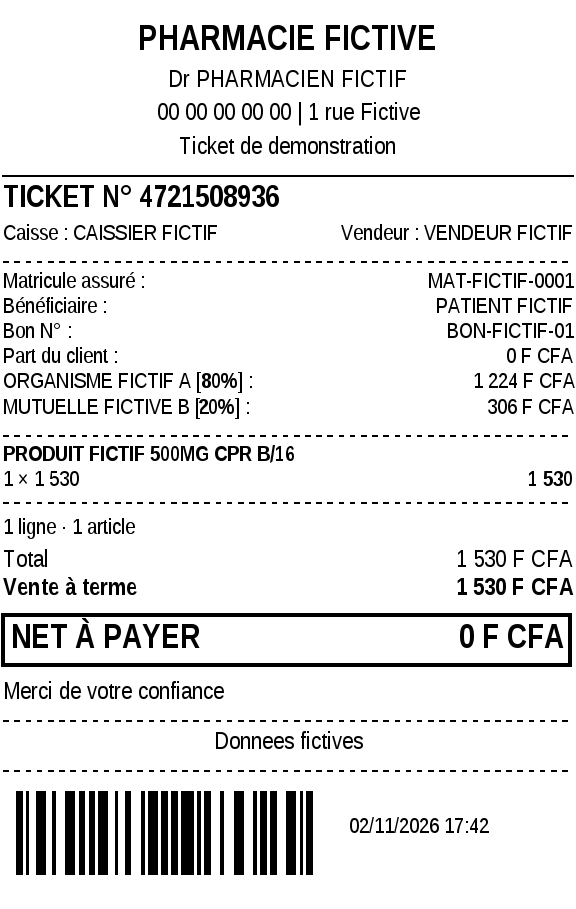 PHARMACIE FICTIVE
Dr PHARMACIEN FICTIF
00 00 00 00 00 | 1 rue Fictive
Ticket de demonstration
TICKET N° 4721508936
Caisse : CAISSIER FICTIF Vendeur : VENDEUR FICTIF
Matricule assuré : MAT-FICTIF-0001
Bénéficiaire : PATIENT FICTIF
Bon N° : BON-FICTIF-01
Part du client : 0 F CFA
ORGANISME FICTIF A [80%] : 1 224 F CFA
MUTUELLE FICTIVE B [20%] : 306 F CFA
PRODUIT FICTIF 500MG CPR B/16
1 × 1 530 1 530
1 ligne · 1 article
Total 1 530 F CFA
Vente à terme 1 530 F CFA
NET À PAYER 0 F CFA
Merci de votre confiance
Donnees fictives
02/11/2026 17:42